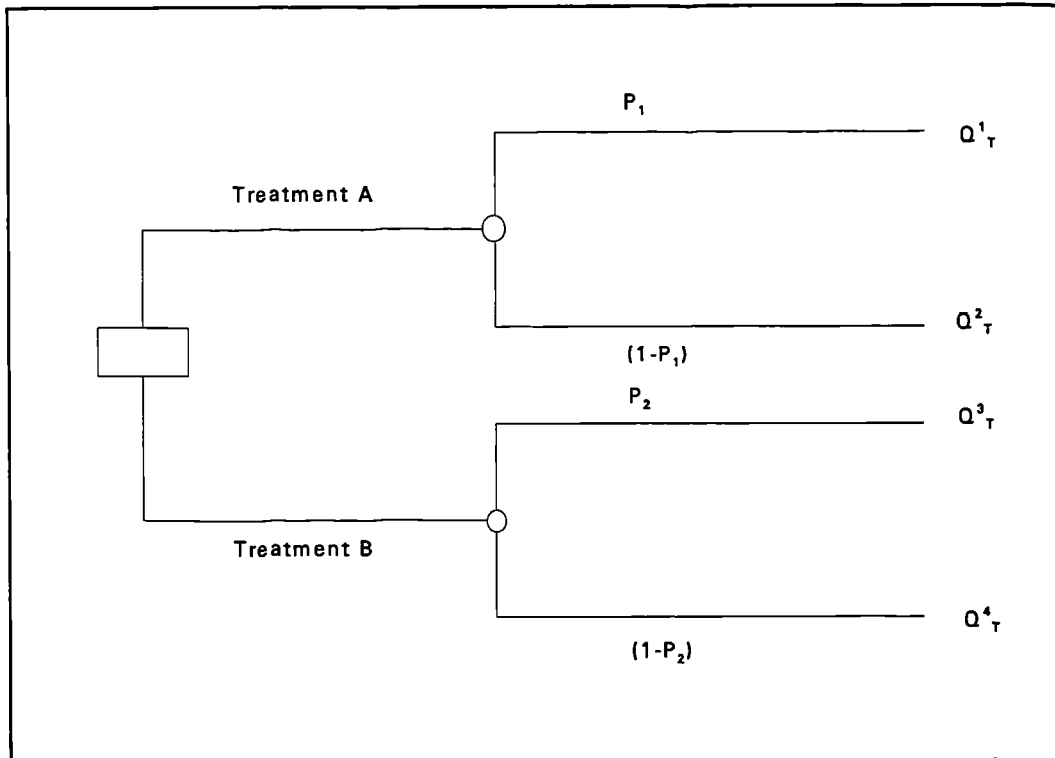 P₁
Q¹ₜ
Treatment A
Q²ₜ
(1-P₁)
P₂
Q³ₜ
Treatment B
Q⁴ₜ
(1-P₂)